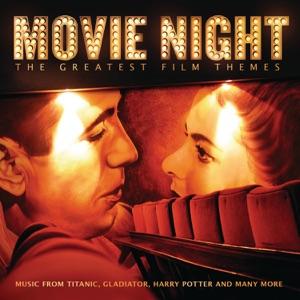 MOVIE NIGHT
THE GREATEST FILM THEMES
MUSIC FROM TITANIC, GLADIATOR, HARRY POTTER AND MANY MORE